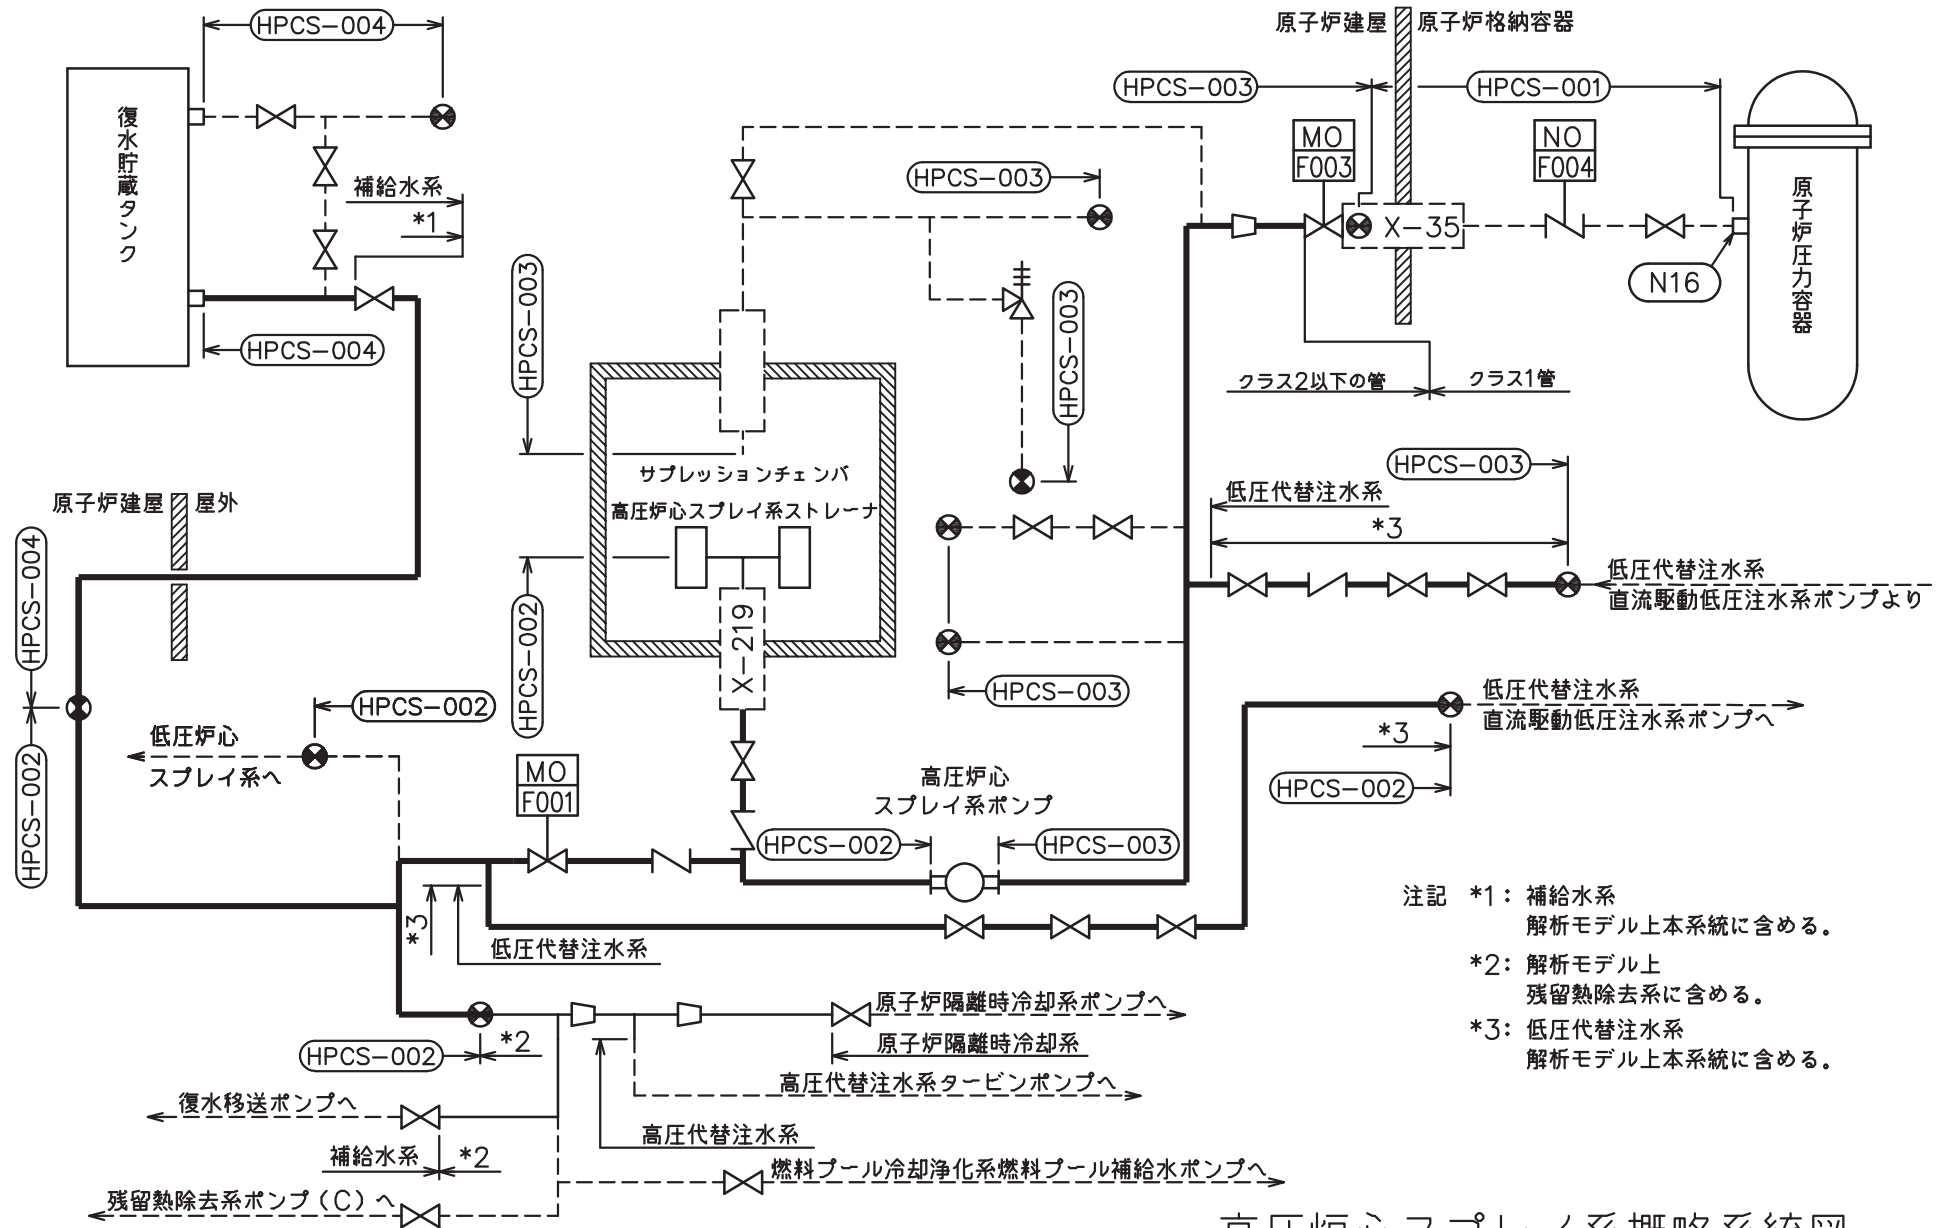 HPCS-004
原子炉建屋
原子炉格納容器
HPCS-003
HPCS-001
復水貯蔵タンク
MO
F003
NO
F004
補給水系
*1
HPCS-003
X-35
原子炉圧力容器
N16
HPCS-003
HPCS-003
HPCS-004
クラス2以下の管
クラス1管
サプレッションチェンバ
高圧炉心スプレイ系ストレーナ
HPCS-003
低圧代替注水系
*3
原子炉建屋
屋外
HPCS-004
HPCS-002
X-219
低圧代替注水系
直流駆動低圧注水系ポンプより
HPCS-003
HPCS-002
低圧炉心
スプレイ系へ
HPCS-002
MO
F001
高圧炉心
スプレイ系ポンプ
HPCS-002
HPCS-003
低圧代替注水系
直流駆動低圧注水系ポンプへ
*3
HPCS-002
*3
低圧代替注水系
注記 *1: 補給水系
解析モデル上本系統に含める。
*2: 解析モデル上
残留熱除去系に含める。
*3: 低圧代替注水系
解析モデル上本系統に含める。
HPCS-002
*2
原子炉隔離時冷却系ポンプへ
原子炉隔離時冷却系
高圧代替注水系タービンポンプへ
復水移送ポンプへ
高圧代替注水系
補給水系
*2
燃料プール冷却浄化系燃料プール補給水ポンプへ
残留熱除去系ポンプ(C)へ